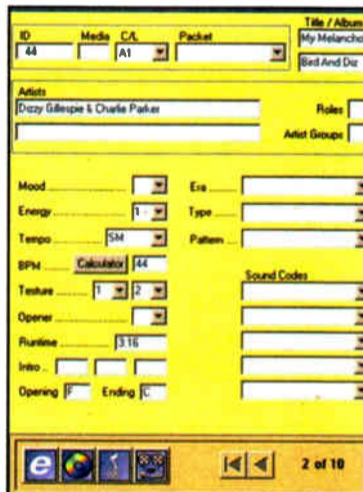 Title / Album
ID Media C/L Packet
44 A1 My Melancho
Bird And Diz
Artists
Dizzy Gillespie & Charlie Parker
Roles
Artist Groups
Mood Era
Energy 1 - Type
Tempo SM Pattern
BPM Calculator 44
Sound Codes
Texture 1 2
Opener
Runtime 3:16
Intro
Opening F Ending C
e 2 of 10